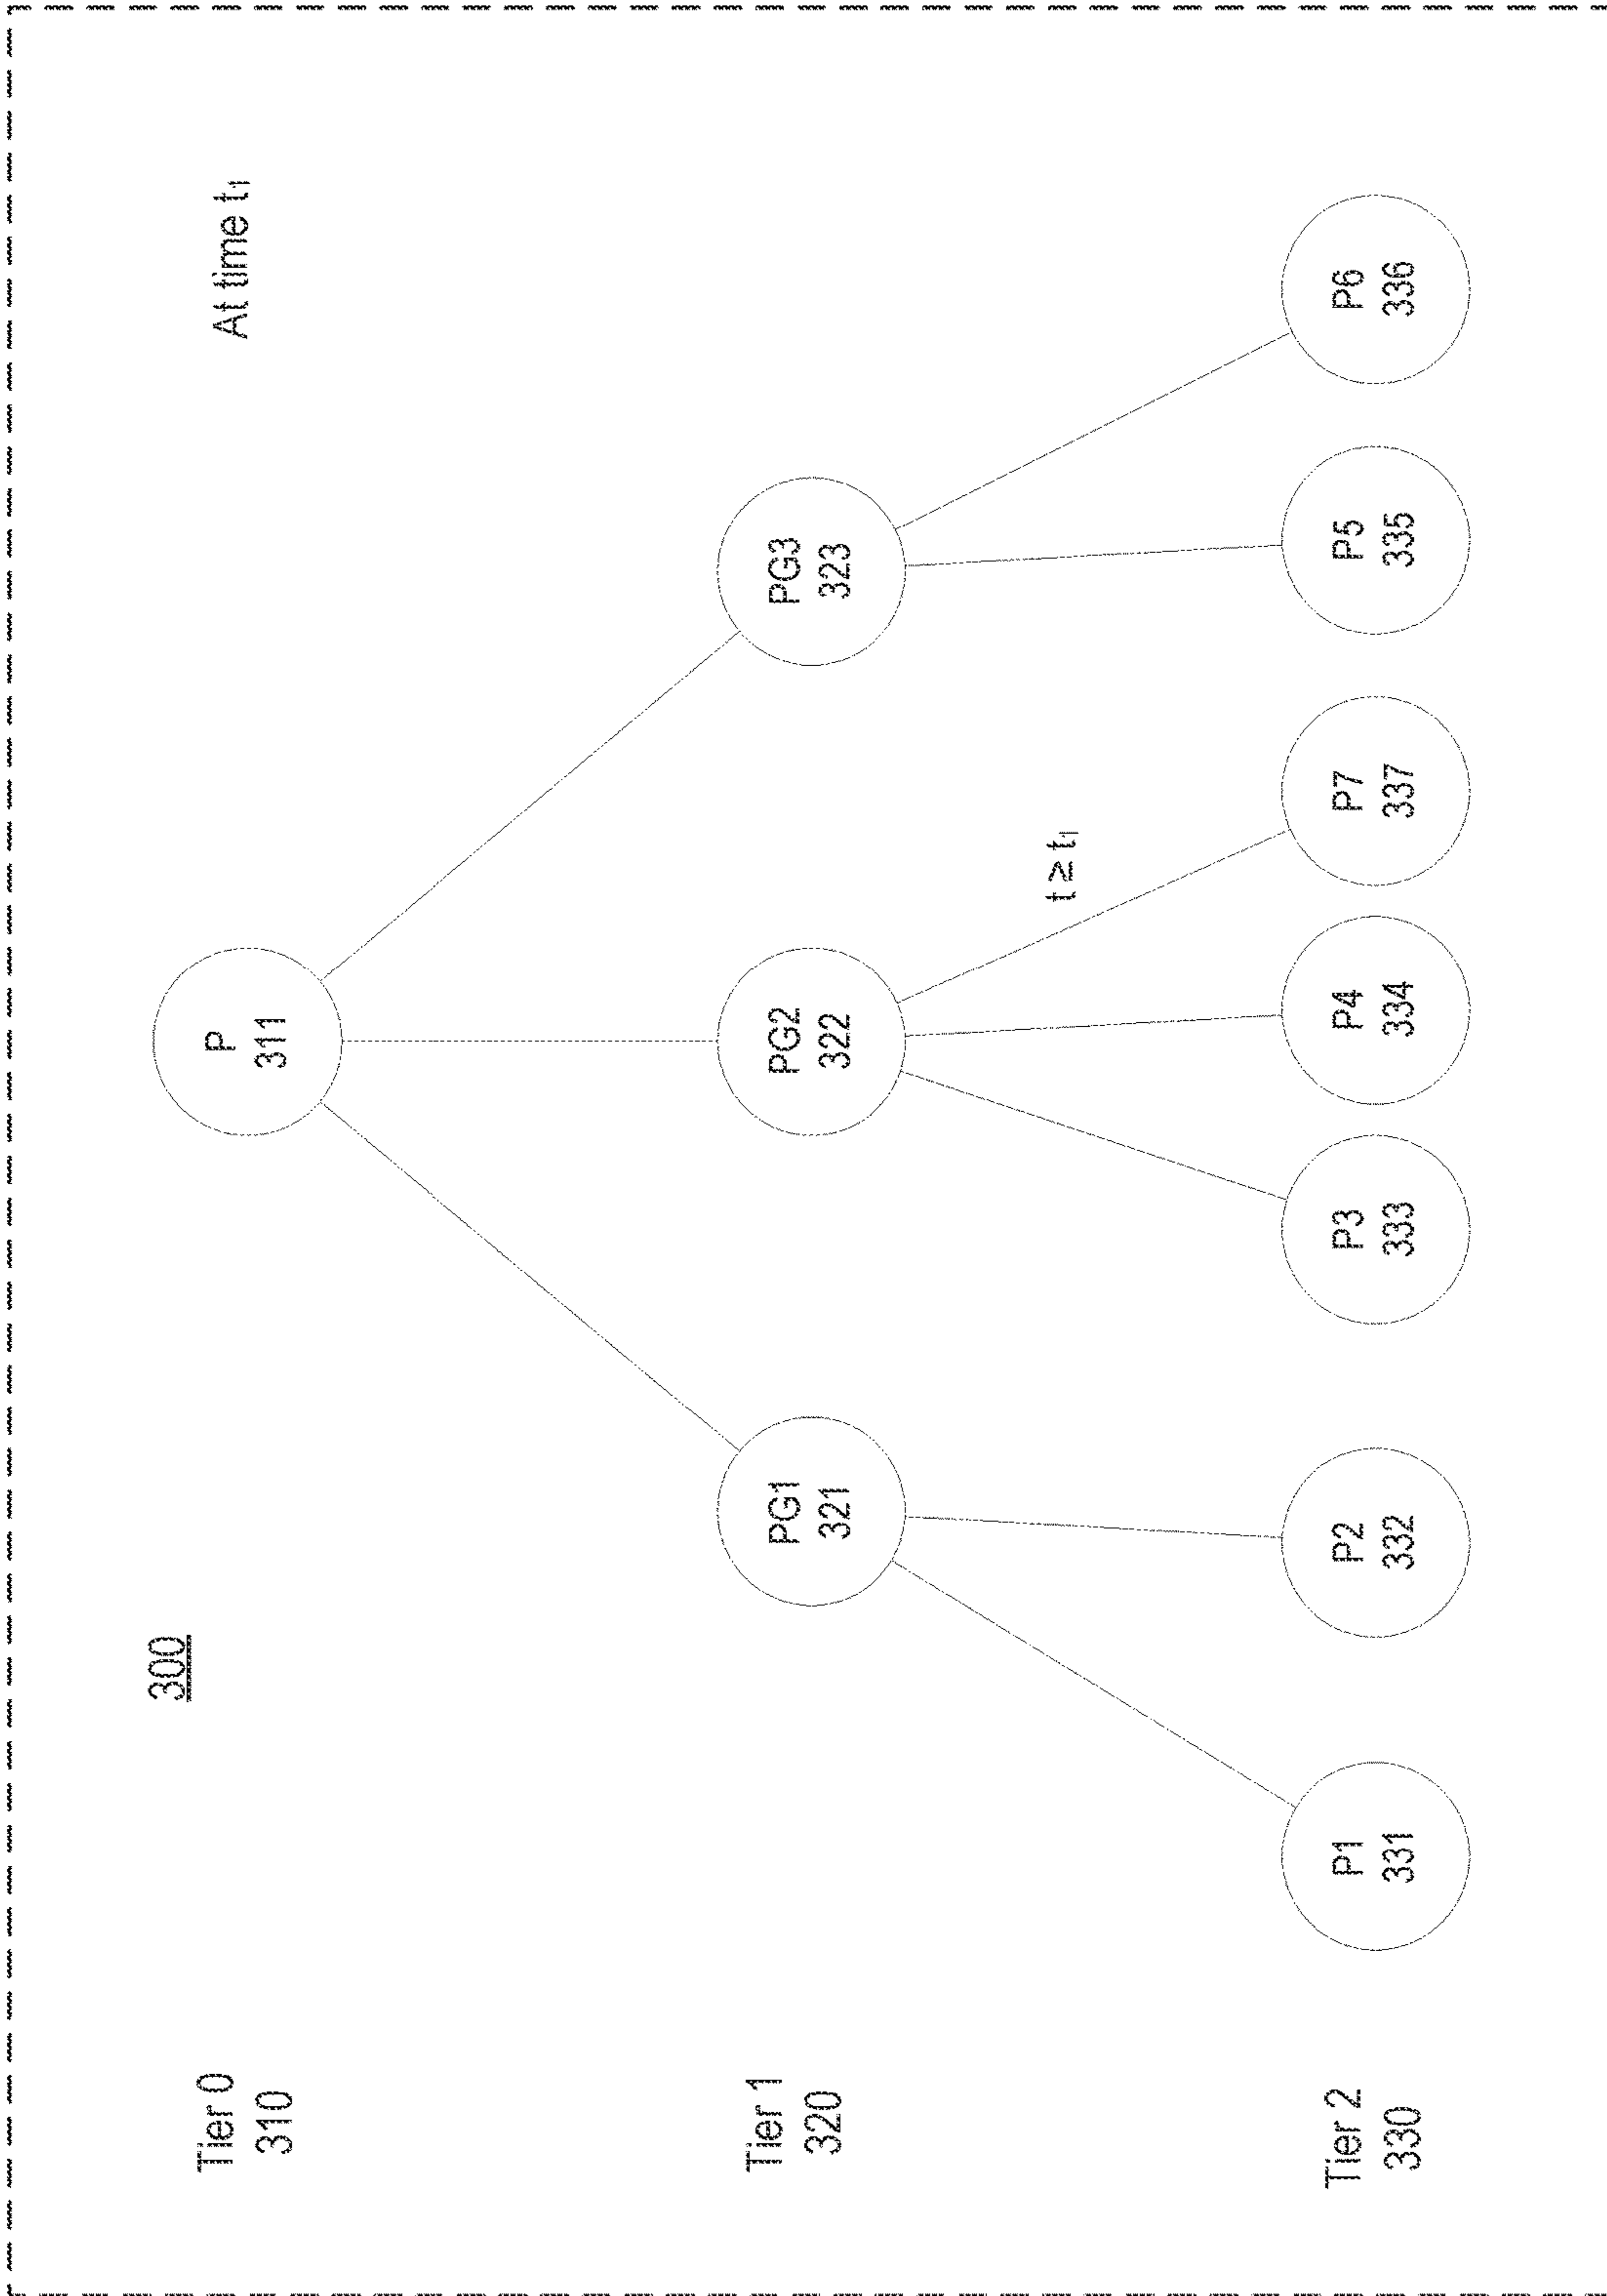 300
At time t₁
Tier 0
310
P
311
Tier 1
320
PG1
321
PG2
322
PG3
323
t ≥ t₁
Tier 2
330
P1
331
P2
332
P3
333
P4
334
P7
337
P5
335
P6
336